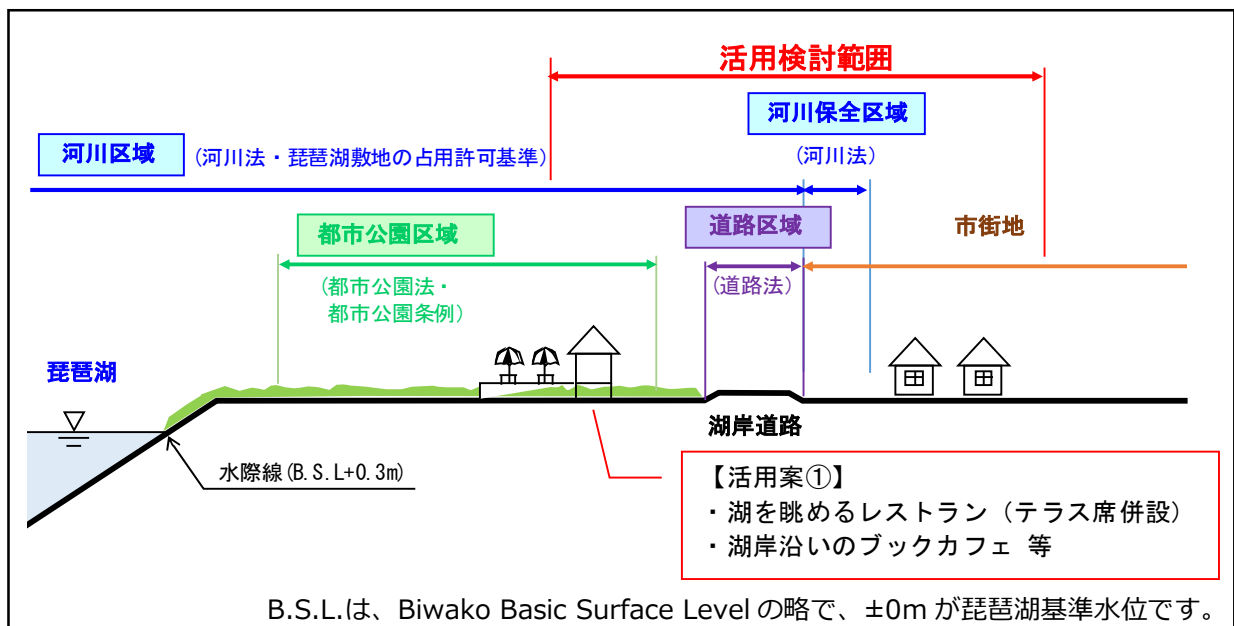 活用検討範囲
河川保全区域
河川区域
(河川法・琵琶湖敷地の占用許可基準)
(河川法)
都市公園区域
道路区域
市街地
(都市公園法・
都市公園条例)
(道路法)
琵琶湖
湖岸道路
水際線(B.S.L+0.3m)
【活用案①】
・湖を眺めるレストラン（テラス席併設）
・湖岸沿いのブックカフェ 等
B.S.L.は、Biwako Basic Surface Level の略で、±0m が琵琶湖基準水位です。